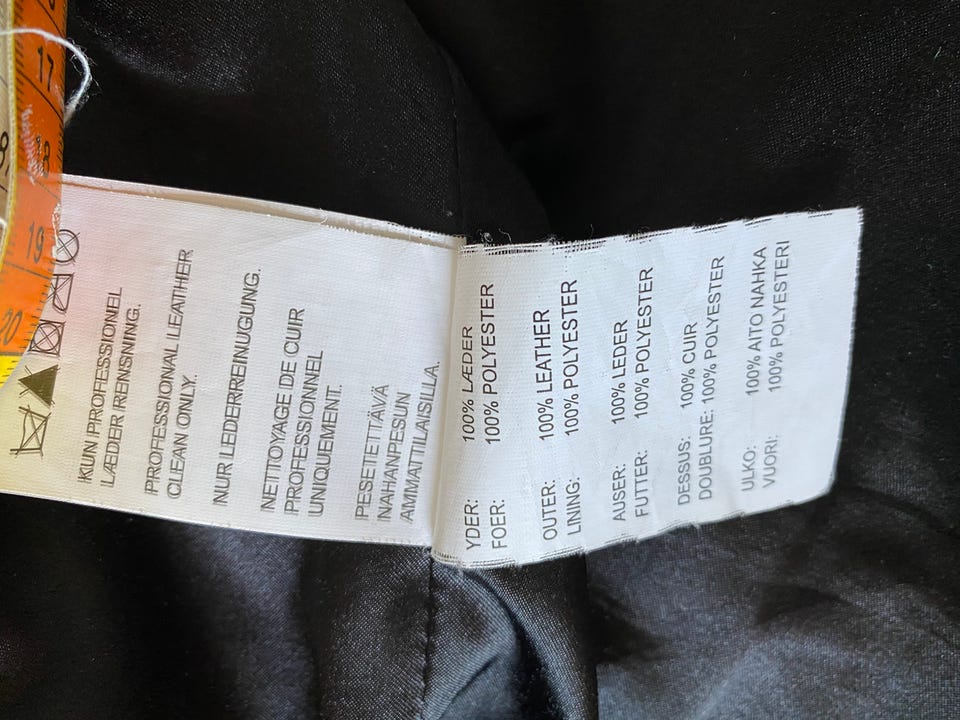 17
18
19
20
8
KUN PROFESSIONEL
LÆDER RENSNING.
PROFESSIONAL LEATHER
CLEAN ONLY.
NUR LEDERREINUGUNG.
NETTOYAGE DE CUIR
PROFESSIONNEL
UNIQUEMENT.
PESETETTÄVÄ
NAHANPESUN
AMMATTILAISILLA.
YDER: 100% LÆDER
FOER: 100% POLYESTER
OUTER: 100% LEATHER
LINING: 100% POLYESTER
AUSER: 100% LEDER
FUTTER: 100% POLYESTER
DESSUS: 100% CUIR
DOUBLURE: 100% POLYESTER
ULKO: 100% AITO NAHKA
VUORI: 100% POLYESTERI